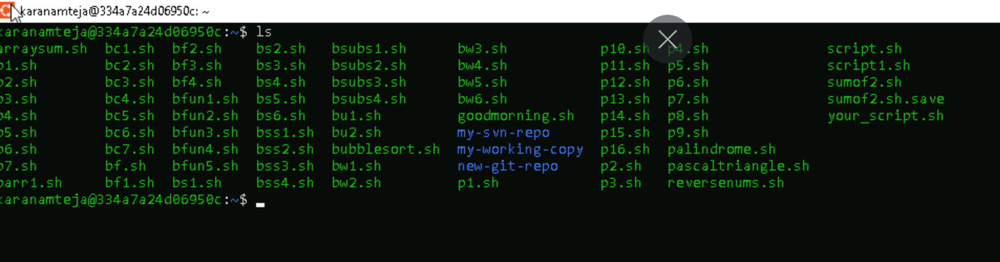 karanamteja@334a7a24d06950c: ~
karanamteja@334a7a24d06950c:~$ ls
arraysum.sh bc1.sh bf2.sh bs2.sh bsubs1.sh bw3.sh p10.sh p4.sh script.sh
b1.sh bc2.sh bf3.sh bs3.sh bsubs2.sh bw4.sh p11.sh p5.sh script1.sh
b2.sh bc3.sh bf4.sh bs4.sh bsubs3.sh bw5.sh p12.sh p6.sh sumof2.sh
b3.sh bc4.sh bfun1.sh bs5.sh bsubs4.sh bw6.sh p13.sh p7.sh sumof2.sh.save
b4.sh bc5.sh bfun2.sh bs6.sh bu1.sh goodmorning.sh p14.sh p8.sh your_script.sh
b5.sh bc6.sh bfun3.sh bss1.sh bu2.sh my-svn-repo p15.sh p9.sh
b6.sh bc7.sh bfun4.sh bss2.sh bubblesort.sh my-working-copy p16.sh palindrome.sh
b7.sh bf.sh bfun5.sh bss3.sh bw1.sh new-git-repo p2.sh pascaltriangle.sh
barr1.sh bf1.sh bs1.sh bss4.sh bw2.sh p1.sh p3.sh reversenums.sh
karanamteja@334a7a24d06950c:~$